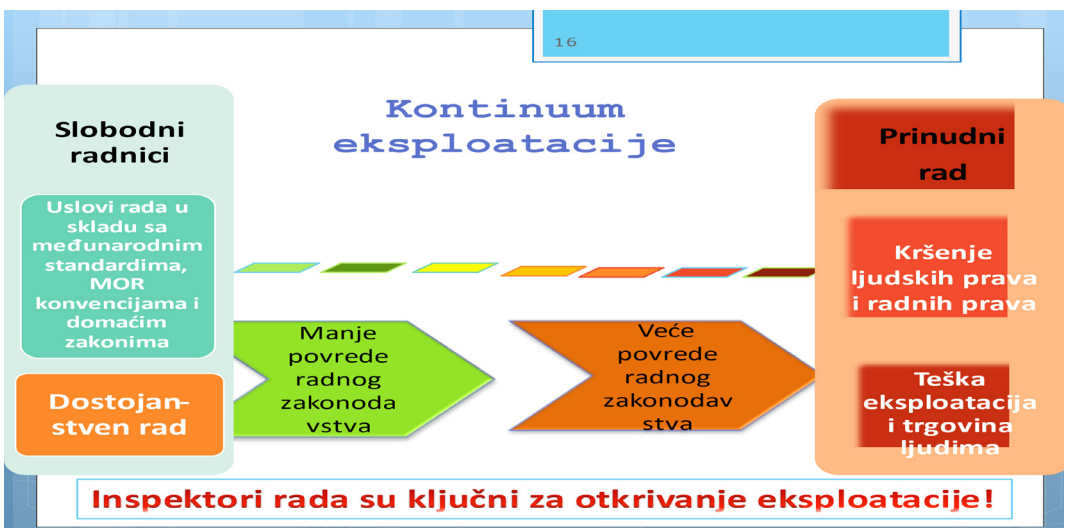 16
Kontinuum
eksploatacije
Slobodni
radnici
Uslovi rada u
skladu sa
međunarodnim
standardima,
MOR
konvencijama i
domaćim
zakonima
Dostojan-
stven rad
Manje
povrede
radnog
zakonoda
vstva
Veće
povrede
radnog
zakonodav
stva
Prinudni
rad
Kršenje
ljudskih prava
i radnih prava
Teška
eksploatacija
i trgovina
ljudima
Inspektori rada su ključni za otkrivanje eksploatacije!